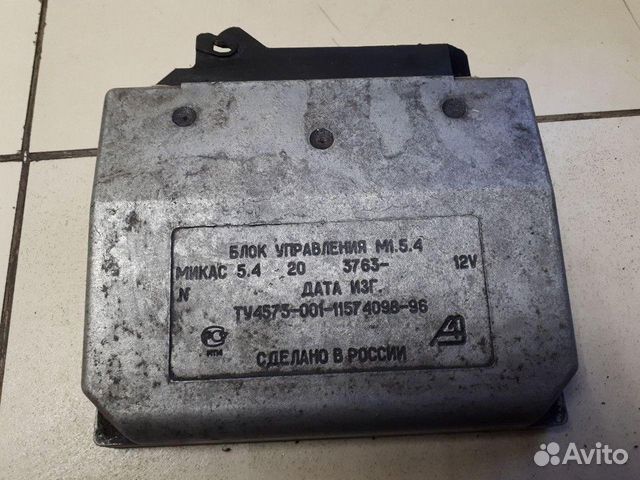 БЛОК УПРАВЛЕНИЯ М1.5.4
МИКАС 5.4 20 3763- 12V
N ДАТА ИЗГ.
ТУ4573-001-11574098-96
СДЕЛАНО В РОССИИ
Avito